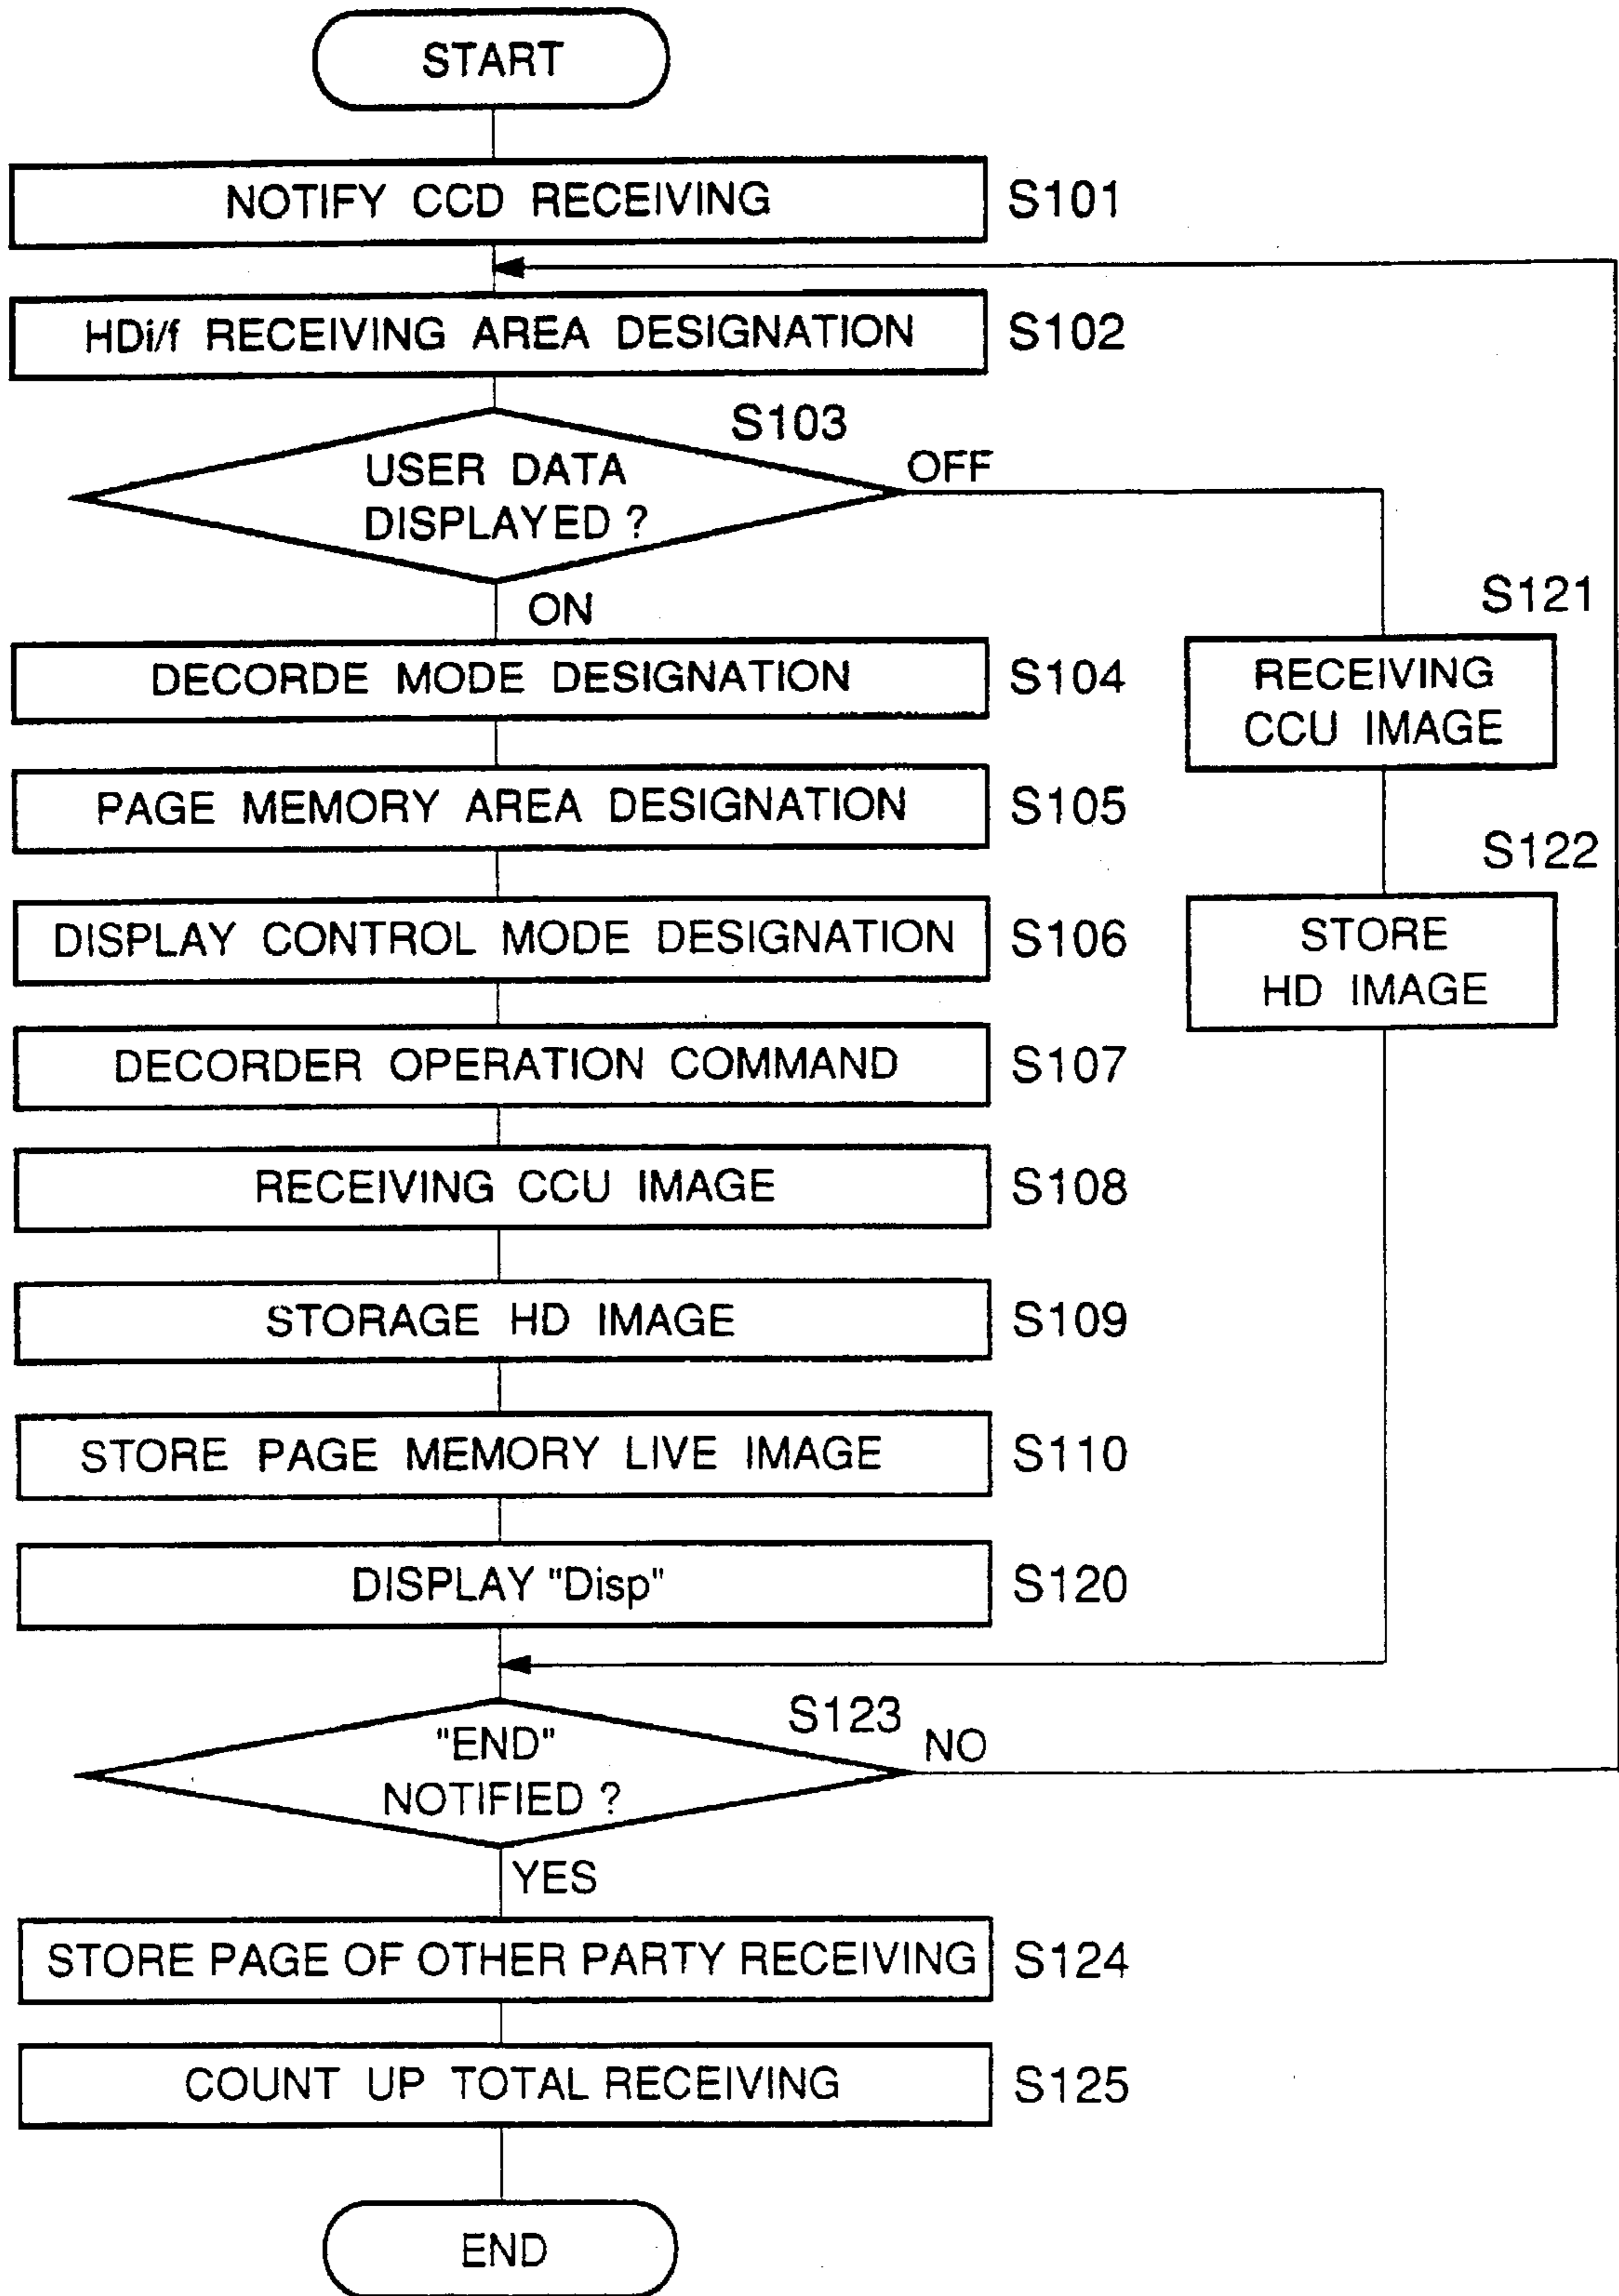 START
NOTIFY CCD RECEIVING S101
HDi/f RECEIVING AREA DESIGNATION S102
S103
USER DATA
DISPLAYED ?
OFF
ON
DECORDE MODE DESIGNATION S104
PAGE MEMORY AREA DESIGNATION S105
DISPLAY CONTROL MODE DESIGNATION S106
DECORDER OPERATION COMMAND S107
RECEIVING CCU IMAGE S108
STORAGE HD IMAGE S109
STORE PAGE MEMORY LIVE IMAGE S110
DISPLAY "Disp" S120
S121
RECEIVING
CCU IMAGE
S122
STORE
HD IMAGE
S123
"END"
NOTIFIED ?
NO
YES
STORE PAGE OF OTHER PARTY RECEIVING S124
COUNT UP TOTAL RECEIVING S125
END